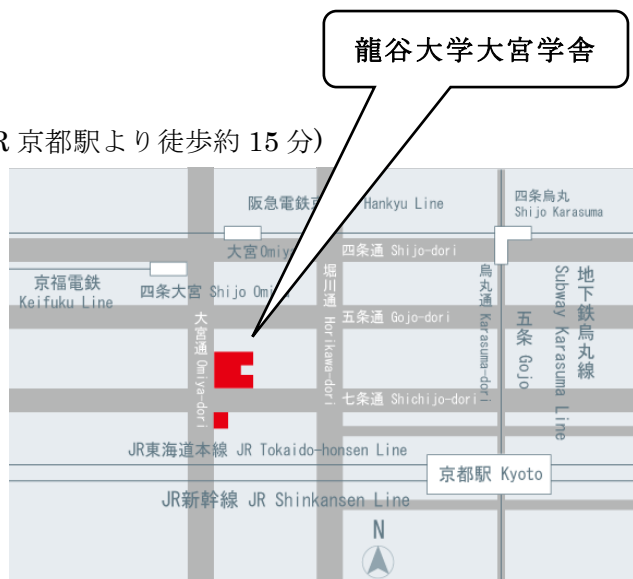 龍谷大学大宮学舎
R 京都駅より徒歩約 15 分)
阪急電鉄京
Hankyu Line
四条烏丸
Shijo Karasuma
大宮 Omiya
四条通 Shijo-dori
京福電鉄
Keifuku Line
四条大宮 Shijo Omi
大宮通 Omiya-dori
堀川通 Horikawa-dori
烏丸通 Karasuma-dori
五条 Gojo
地下鉄烏丸線
Subway Karasuma Line
五条通 Gojo-dori
七条通 Shichijo-dori
JR東海道本線 JR Tokaido-honsen Line
京都駅 Kyoto
JR新幹線 JR Shinkansen Line
N